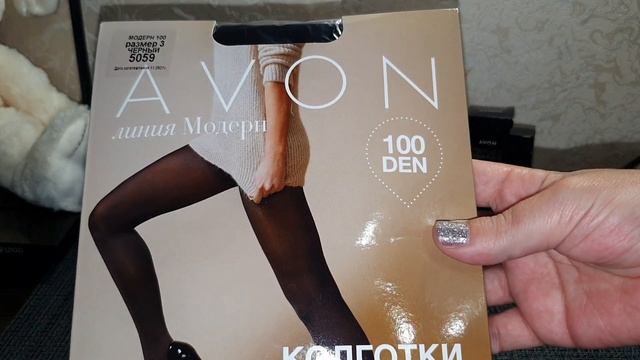 МОДЕРН 100
размер 3
ЧЕРНЫЙ
5059
AVON
линия Модерн
100
DEN
КОЛГОТКИ